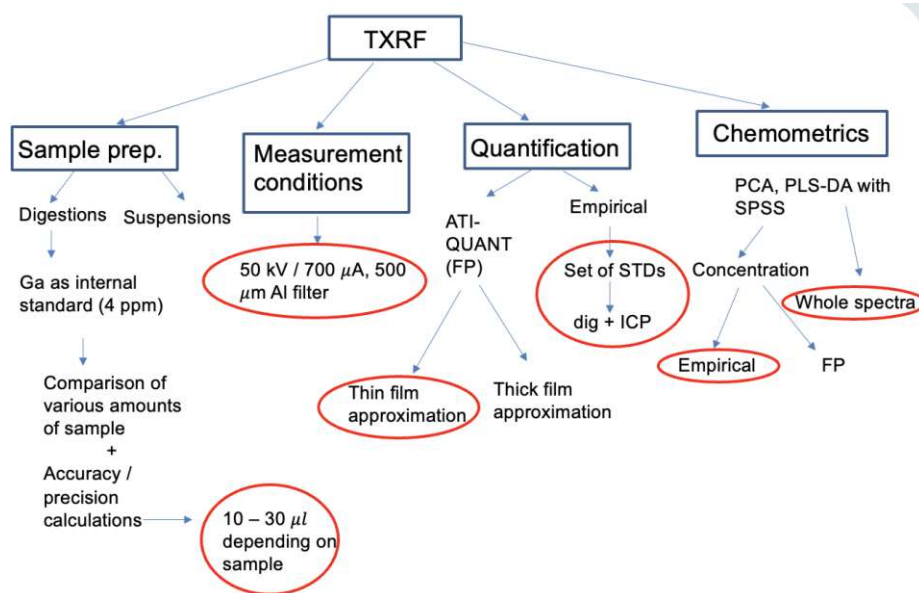 TXRF
Sample prep.
Measurement
conditions
Quantification
Chemometrics
Digestions
Suspensions
50 kV / 700 𝜇A, 500
𝜇m Al filter
ATI-
QUANT
(FP)
Empirical
PCA, PLS-DA with
SPSS
Ga as internal
standard (4 ppm)
Set of STDs
dig + ICP
Concentration
Whole spectra
Comparison of
various amounts
of sample
+
Accuracy /
precision
calculations
Thin film
approximation
Thick film
approximation
Empirical
FP
10 – 30 𝜇𝑙
depending on
sample